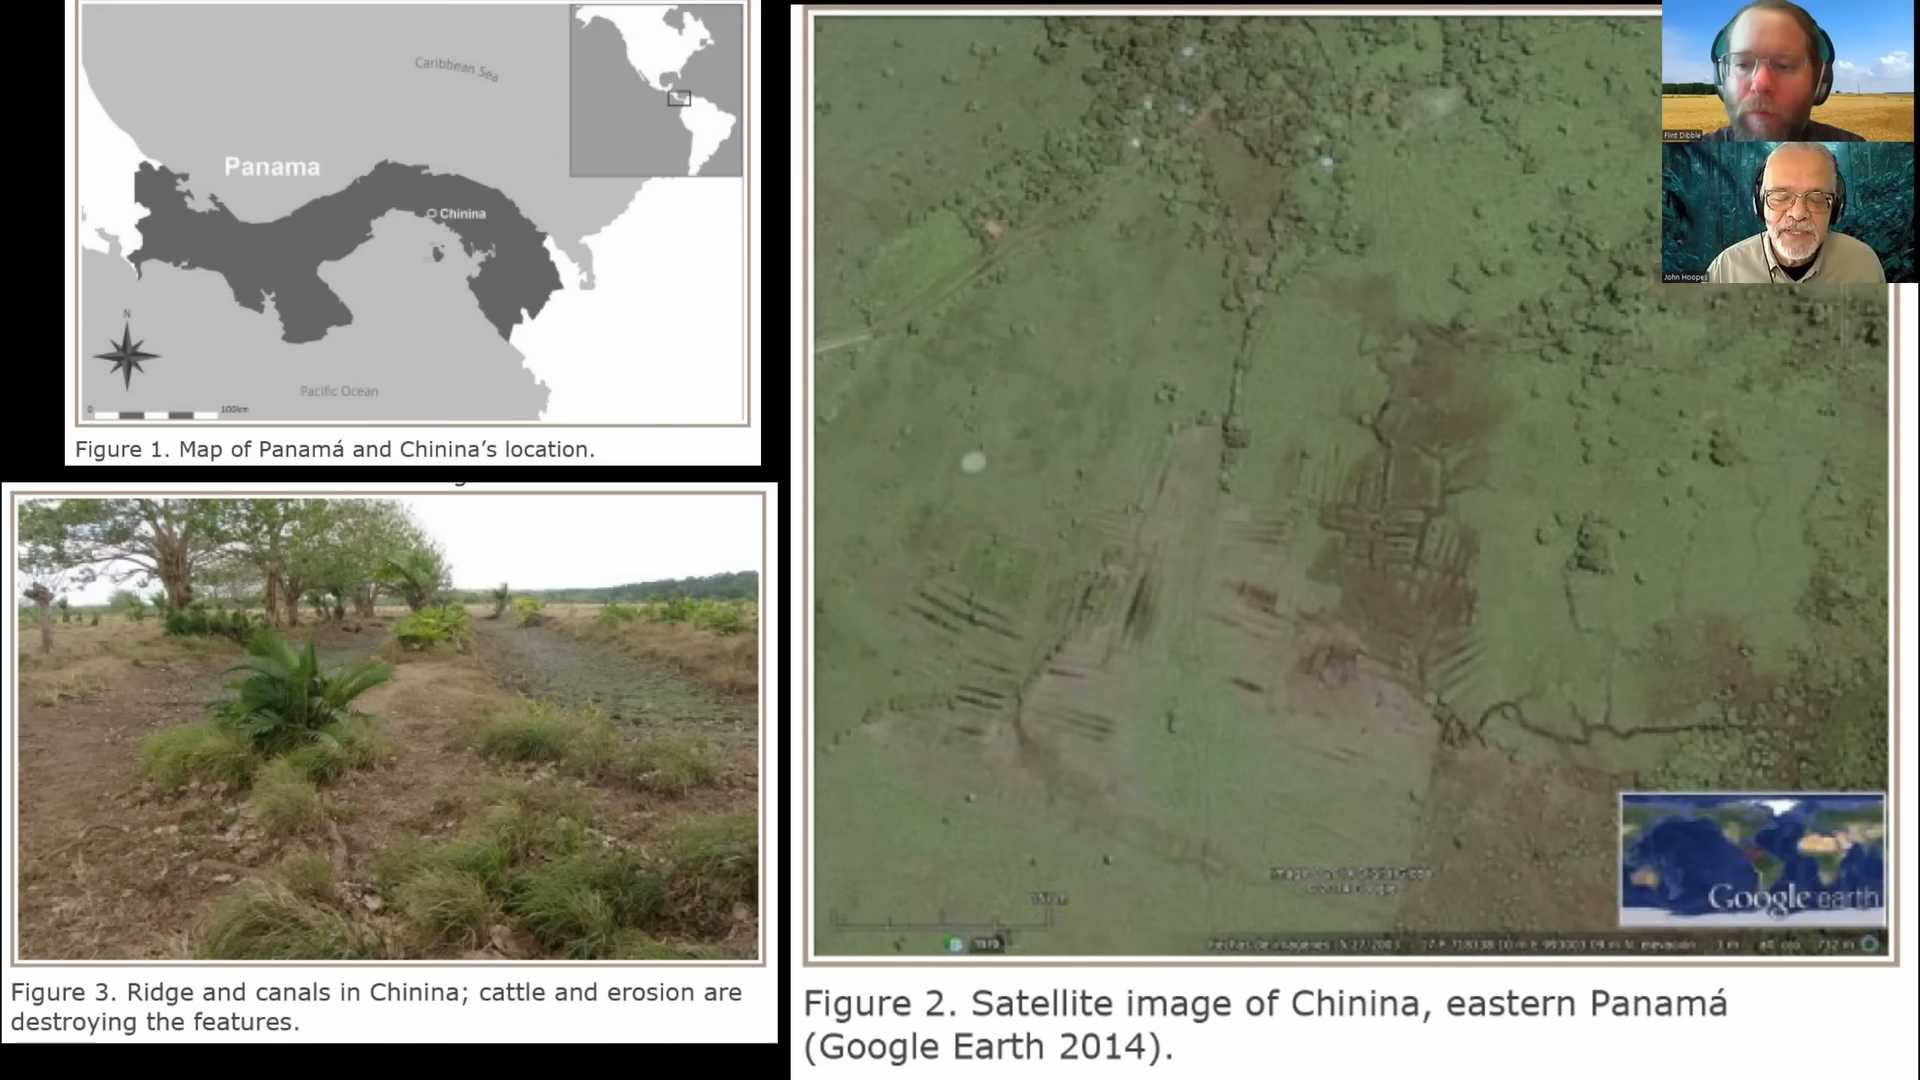 Caribbean Sea
Panama
Chinina
N
Pacific Ocean
0
100km
Figure 1. Map of Panamá and Chinina's location.
Figure 3. Ridge and canals in Chinina; cattle and erosion are
destroying the features.
Google earth
Figure 2. Satellite image of Chinina, eastern Panamá
(Google Earth 2014).
Flint Dibble
John Hoopes